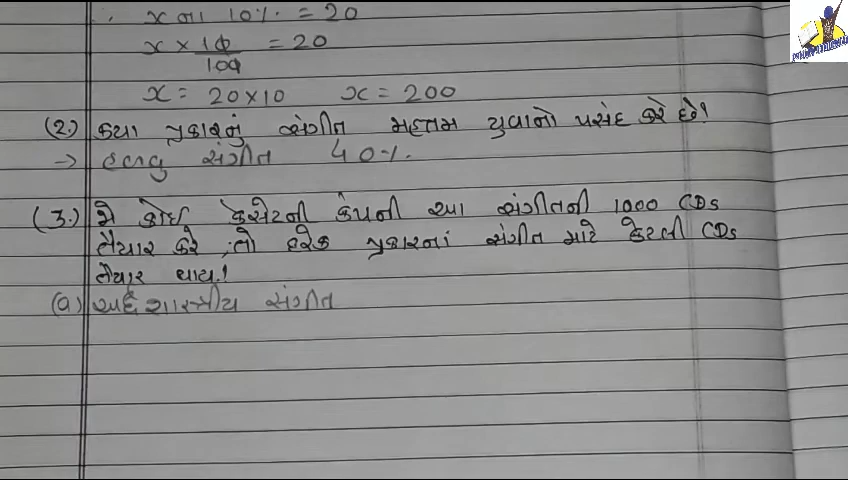 x ના 10% = 20
x × 10 = 20
100
x = 20×10 x = 200
(2.) કયા પ્રકારનું સંગીત મહત્તમ યુવાનો પસંદ કરે છે?
→ હળવુ સંગીત 40%.
(3.) જો કોઈ કેસેટની કંપની આ સંગીતની 1000 CDs
તૈયાર કરે ,તો દરેક પ્રકારનાં સંગીત માટે કેટલી CDs
તૈયાર થાય.?
(a) અર્ધ શાસ્ત્રીય સંગીત